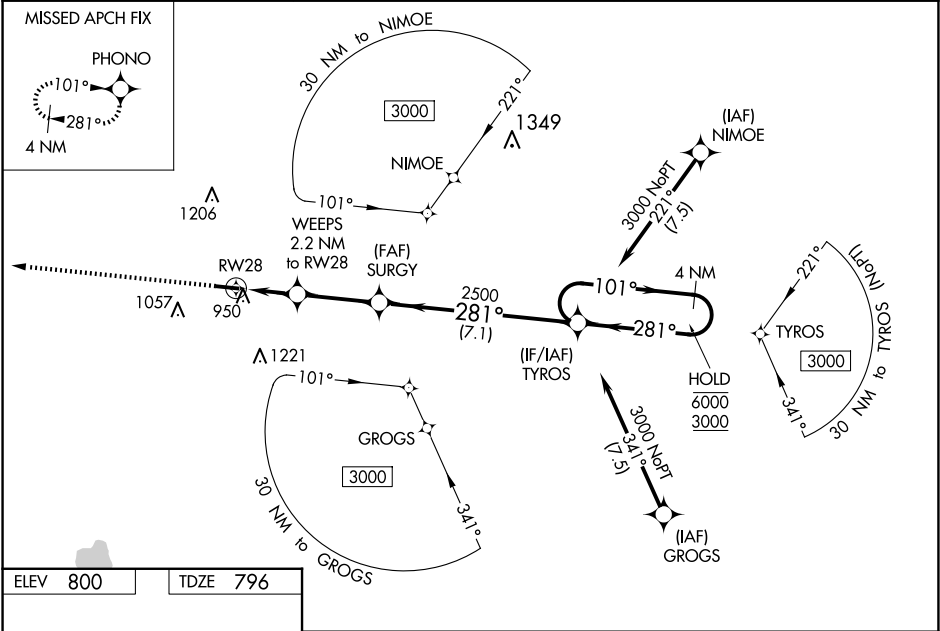 MISSED APCH FIX
PHONO
101°
281°
4 NM
30 NM to NIMOE
3000
221°
NIMOE
101°
1349
(IAF)
NIMOE
3000 NoPT
221°
(7.5)
1206
WEEPS
2.2 NM
to RW28
(FAF)
SURGY
RW28
1057
950
2500
281°
(7.1)
(IF/IAF)
TYROS
101°
4 NM
281°
HOLD
6000
3000
221°
TYROS
3000
341°
30 NM to TYROS (NoPT)
1221
101°
GROGS
3000
341°
30 NM to GROGS
3000 NoPT
341°
(7.5)
(IAF)
GROGS
ELEV 800
TDZE 796